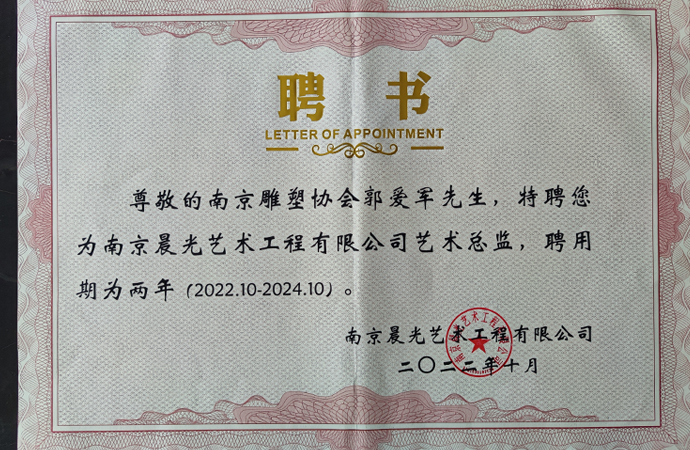 聘 书
LETTER OF APPOINTMENT
尊敬的南京雕塑协会郭爱军先生，特聘您
为南京晨光艺术工程有限公司艺术总监，聘用
期为两年（2022.10-2024.10）。
南京晨光艺术工程有限公司
二〇二二年十月